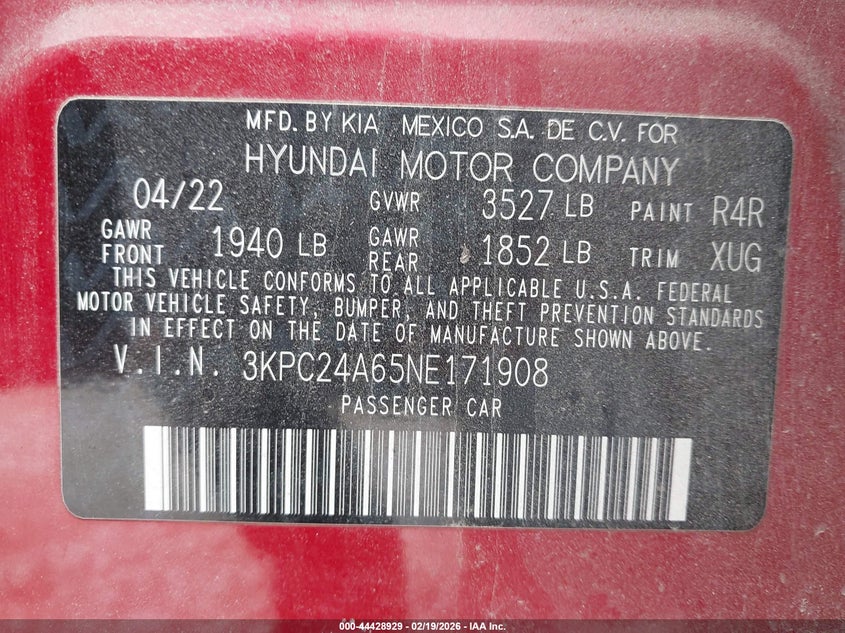 MFD. BY KIA MEXICO S.A. DE C.V. FOR
HYUNDAI MOTOR COMPANY
04/22 GVWR 3527 LB PAINT R4R
GAWR FRONT 1940 LB GAWR REAR 1852 LB TRIM XUG
THIS VEHICLE CONFORMS TO ALL APPLICABLE U.S.A. FEDERAL
MOTOR VEHICLE SAFETY, BUMPER, AND THEFT PREVENTION STANDARDS
IN EFFECT ON THE DATE OF MANUFACTURE SHOWN ABOVE.
V.I.N. 3KPC24A65NE171908
PASSENGER CAR
000-44428929 - 02/19/2026 - IAA Inc.